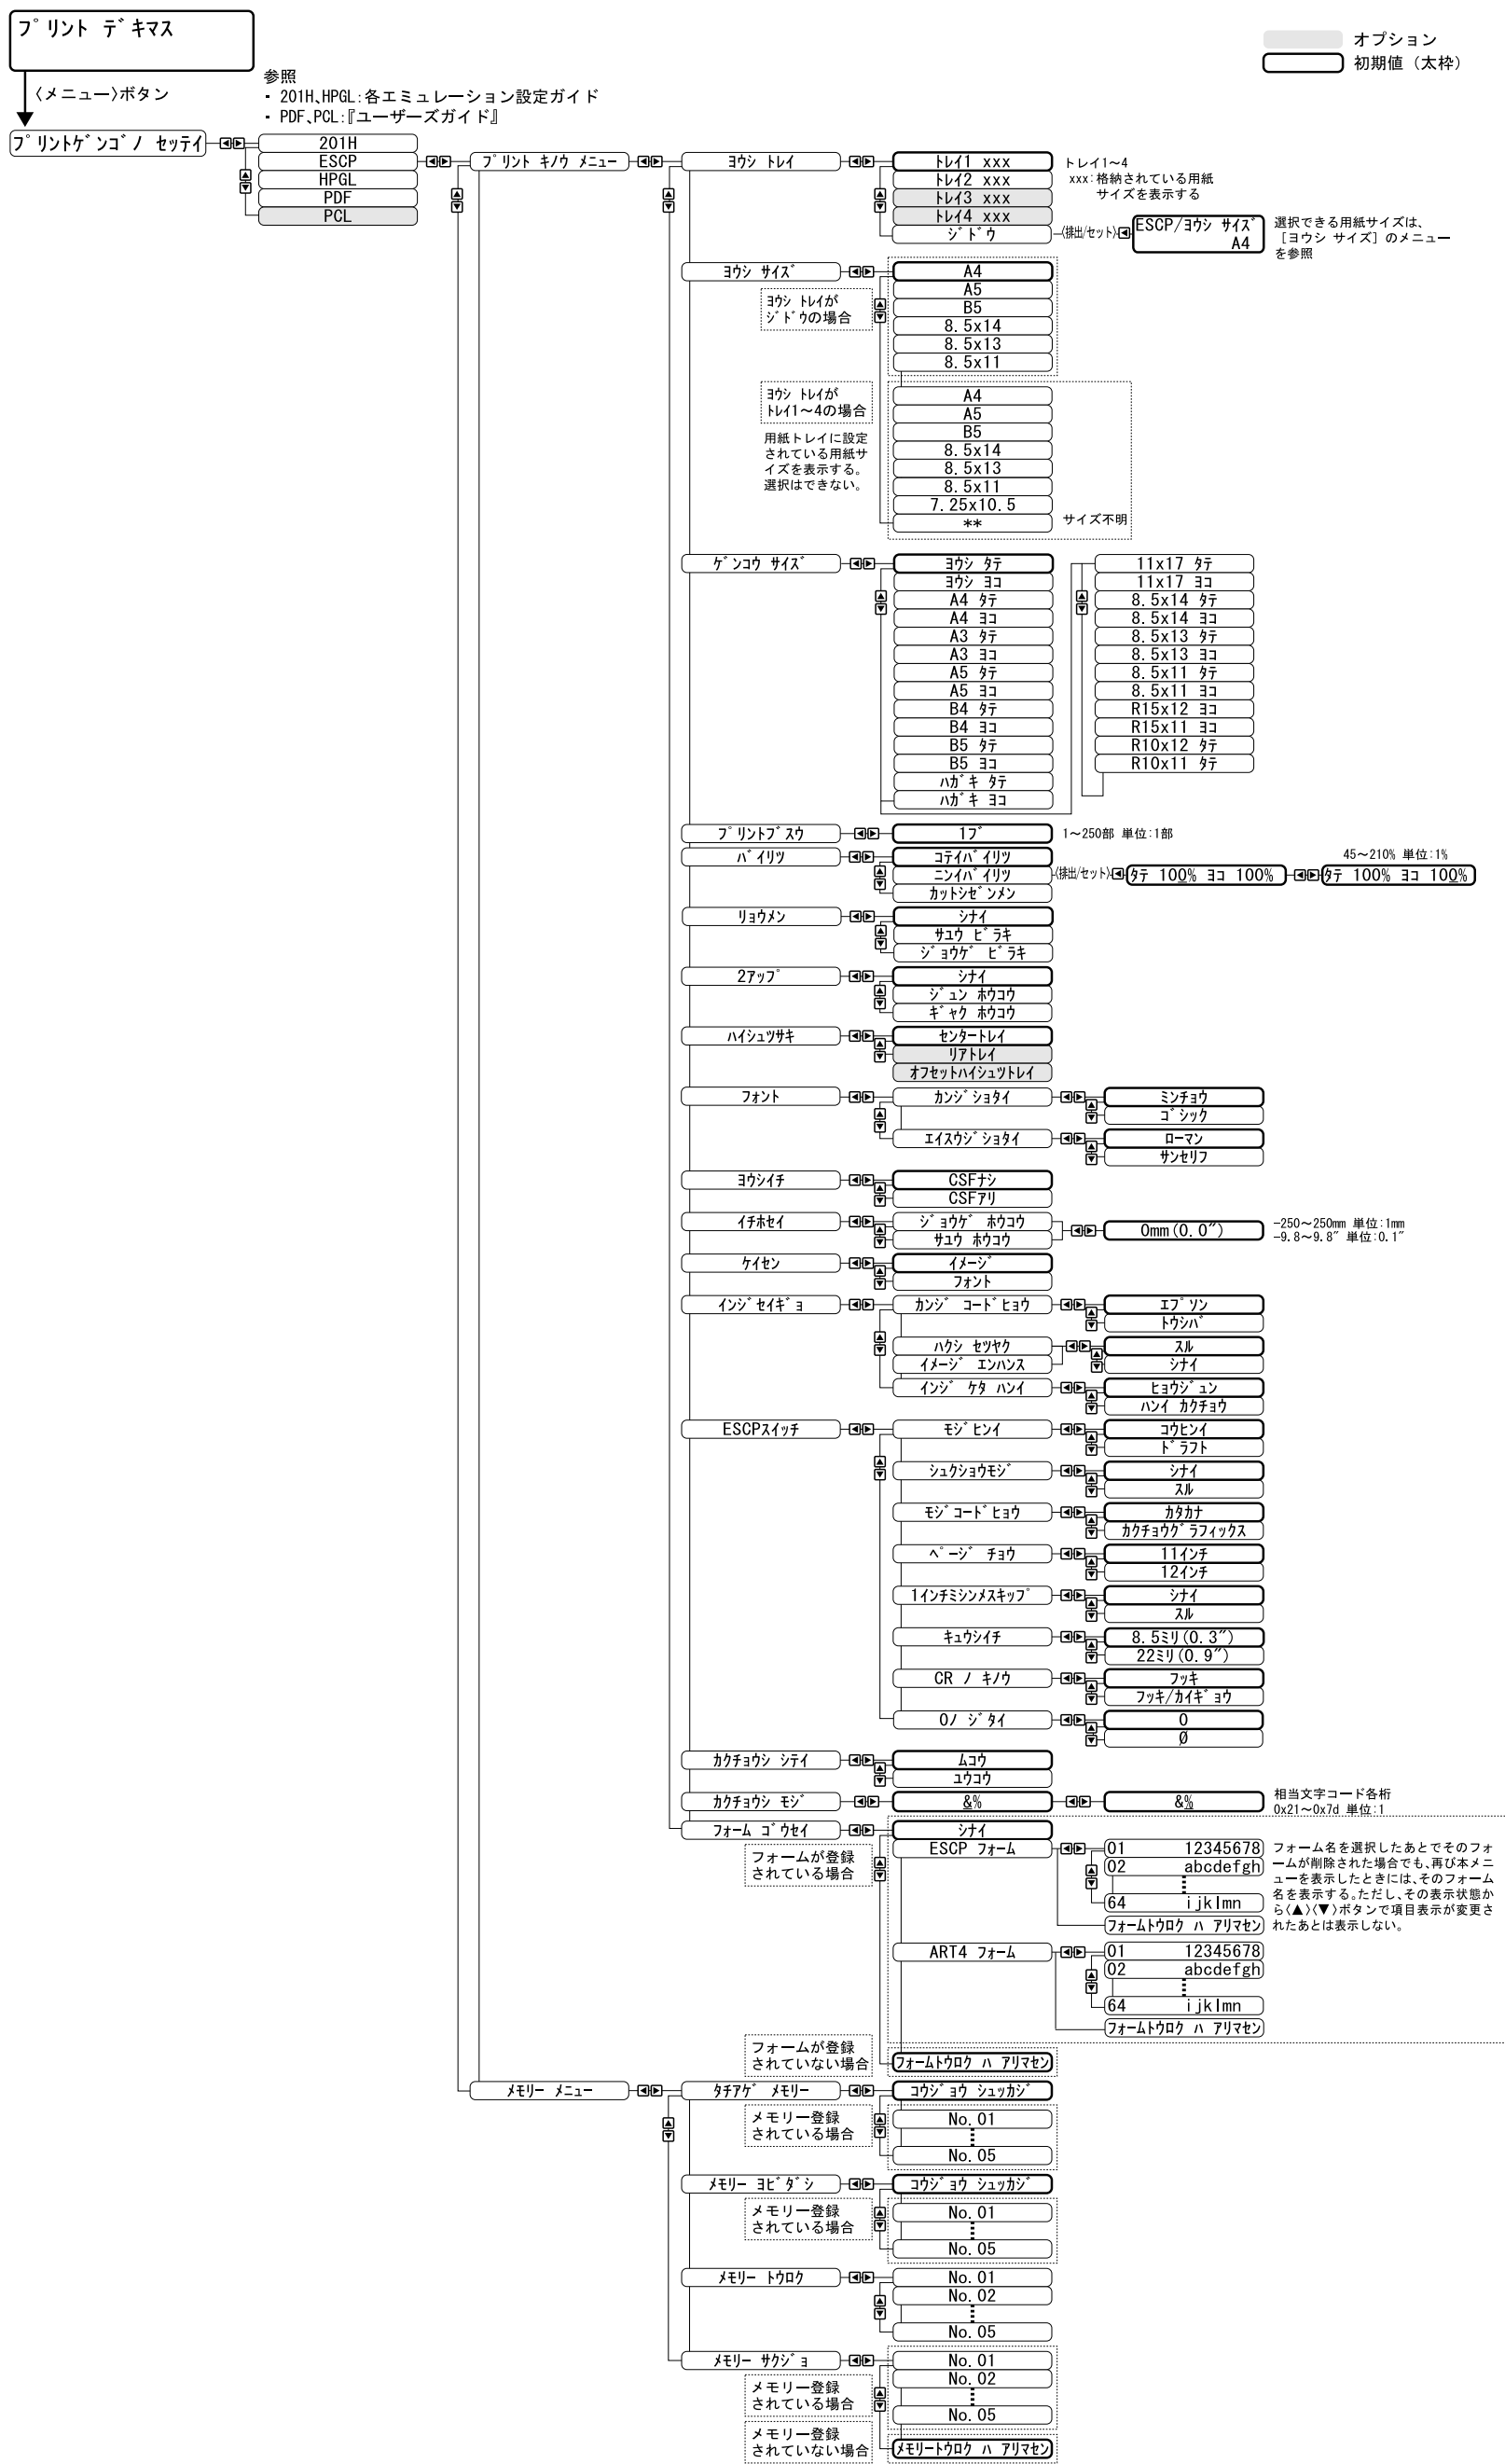 ﾌﾟﾘﾝﾄ ﾃﾞｷﾏｽ
オプション
初期値（太枠）
〈メニュー〉ボタン
参照
・ 201H、HPGL：各エミュレーション設定ガイド
・ PDF、PCL：『ユーザーズガイド』
ﾌﾟﾘﾝﾄｹﾞﾝｺﾞﾉ ｾｯﾃｲ
201H
ESCP
HPGL
PDF
PCL
ﾌﾟﾘﾝﾄ ｷﾉｳ ﾒﾆｭｰ
ﾖｳｼ ﾄﾚｲ
ﾄﾚｲ1 xxx
ﾄﾚｲ2 xxx
ﾄﾚｲ3 xxx
ﾄﾚｲ4 xxx
ｼﾞﾄﾞｳ
トレイ1～4
xxx：格納されている用紙
サイズを表示する
〈排出/セット〉
ESCP/ﾖｳｼ ｻｲｽﾞ
A4
選択できる用紙サイズは、
［ヨウシ サイズ］のメニュー
を参照
ﾖｳｼ ｻｲｽﾞ
ﾖｳｼ ﾄﾚｲが
ｼﾞﾄﾞｳの場合
A4
A5
B5
8.5x14
8.5x13
8.5x11
ﾖｳｼ ﾄﾚｲが
ﾄﾚｲ1～4の場合
用紙トレイに設定
されている用紙サ
イズを表示する。
選択はできない。
A4
A5
B5
8.5x14
8.5x13
8.5x11
7.25x10.5
**
サイズ不明
ｹﾞﾝｺｳ ｻｲｽﾞ
ﾖｳｼ ﾀﾃ
ﾖｳｼ ﾖｺ
A4 ﾀﾃ
A4 ﾖｺ
A3 ﾀﾃ
A3 ﾖｺ
A5 ﾀﾃ
A5 ﾖｺ
B4 ﾀﾃ
B4 ﾖｺ
B5 ﾀﾃ
B5 ﾖｺ
ﾊｶﾞｷ ﾀﾃ
ﾊｶﾞｷ ﾖｺ
11x17 ﾀﾃ
11x17 ﾖｺ
8.5x14 ﾀﾃ
8.5x14 ﾖｺ
8.5x13 ﾀﾃ
8.5x13 ﾖｺ
8.5x11 ﾀﾃ
8.5x11 ﾖｺ
R15x12 ﾖｺ
R15x11 ﾖｺ
R10x12 ﾀﾃ
R10x11 ﾀﾃ
ﾌﾟﾘﾝﾄﾌﾞｽｳ
1ﾌﾞ
1～250部 単位：1部
ﾊﾞｲﾘﾂ
ｺﾃｲﾊﾞｲﾘﾂ
ﾆﾝｲﾊﾞｲﾘﾂ
ｶｯﾄｼｾﾞﾝﾒﾝ
〈排出/セット〉
ﾀﾃ 100% ﾖｺ 100%
45～210% 単位：1%
ﾀﾃ 100% ﾖｺ 100%
ﾘｮｳﾒﾝ
ｼﾅｲ
ｻﾕｳ ﾋﾞﾗｷ
ｼﾞｮｳｹﾞ ﾋﾞﾗｷ
2ｱｯﾌﾟ
ｼﾅｲ
ｼﾞｭﾝ ﾎｳｺｳ
ｷﾞｬｸ ﾎｳｺｳ
ﾊｲｼｭﾂｻｷ
ｾﾝﾀｰﾄﾚｲ
ﾘｱﾄﾚｲ
ｵﾌｾｯﾄﾊｲｼｭﾂﾄﾚｲ
ﾌｫﾝﾄ
ｶﾝｼﾞｼｮﾀｲ
ﾐﾝﾁｮｳ
ｺﾞｼｯｸ
ｴｲｽｳｼﾞｼｮﾀｲ
ﾛｰﾏﾝ
ｻﾝｾﾘﾌ
ﾖｳｼｲﾁ
CSFﾅｼ
CSFｱﾘ
ｲﾁﾎｾｲ
ｼﾞｮｳｹﾞ ﾎｳｺｳ
ｻﾕｳ ﾎｳｺｳ
0mm(0.0")
-250～250mm 単位：1mm
-9.8～9.8" 単位：0.1"
ｹｲｾﾝ
ｲﾒｰｼﾞ
ﾌｫﾝﾄ
ｲﾝｼﾞｾｲｷﾞｮ
ｶﾝｼﾞ ｺｰﾄﾞﾋｮｳ
ｴﾌﾟｿﾝ
ﾄｳｼﾊﾞ
ﾊｸｼ ｾﾂﾔｸ
ｲﾒｰｼﾞ ｴﾝﾊﾝｽ
ｽﾙ
ｼﾅｲ
ｲﾝｼﾞ ｹﾀ ﾊﾝｲ
ﾋｮｳｼﾞｭﾝ
ﾊﾝｲ ｶｸﾁｮｳ
ESCPｽｲｯﾁ
ﾓｼﾞﾋﾝｲ
ｺｳﾋﾝｲ
ﾄﾞﾗﾌﾄ
ｼｭｸｼｮｳﾓｼﾞ
ｼﾅｲ
ｽﾙ
ﾓｼﾞｺｰﾄﾞﾋｮｳ
ｶﾀｶﾅ
ｶｸﾁｮｳｸﾞﾗﾌｨｯｸｽ
ﾍﾟｰｼﾞ ﾁｮｳ
11ｲﾝﾁ
12ｲﾝﾁ
1ｲﾝﾁﾐｼﾝﾒｽｷｯﾌﾟ
ｼﾅｲ
ｽﾙ
ｷｭｳｼｲﾁ
8.5ﾐﾘ(0.3")
22ﾐﾘ(0.9")
CR ﾉ ｷﾉｳ
ﾌｯｷ
ﾌｯｷ/ｶｲｷﾞｮｳ
0ﾉ ｼﾞﾀｲ
0
Ø
ｶｸﾁｮｳｼ ｼﾃｲ
ﾑｺｳ
ﾕｳｺｳ
ｶｸﾁｮｳｼ ﾓｼﾞ
&%
&%
相当文字コード各桁
0x21～0x7d 単位：1
ﾌｫｰﾑ ｺﾞｳｾｲ
フォームが登録
されている場合
ｼﾅｲ
ESCP ﾌｫｰﾑ
01 12345678
02 abcdefgh
64 ijklmn
ﾌｫｰﾑﾄｳﾛｸ ﾊ ｱﾘﾏｾﾝ
フォーム名を選択したあとでそのフォ
ームが削除された場合でも、再び本メニ
ューを表示したときには、そのフォーム
名を表示する。ただし、その表示状態か
ら〈▲〉〈▼〉ボタンで項目表示が変更さ
れたあとは表示しない。
ART4 ﾌｫｰﾑ
01 12345678
02 abcdefgh
64 ijklmn
ﾌｫｰﾑﾄｳﾛｸ ﾊ ｱﾘﾏｾﾝ
フォームが登録
されていない場合
ﾌｫｰﾑﾄｳﾛｸ ﾊ ｱﾘﾏｾﾝ
ﾒﾓﾘｰ ﾒﾆｭｰ
ﾀﾁｱｹﾞ ﾒﾓﾘｰ
メモリー登録
されている場合
ｺｳｼﾞｮｳ ｼｭｯｶｼﾞ
No.01
No.05
ﾒﾓﾘｰ ﾖﾋﾞﾀﾞｼ
メモリー登録
されている場合
ｺｳｼﾞｮｳ ｼｭｯｶｼﾞ
No.01
No.05
ﾒﾓﾘｰ ﾄｳﾛｸ
No.01
No.02
No.05
ﾒﾓﾘｰ ｻｸｼﾞｮ
メモリー登録
されている場合
No.01
No.02
No.05
メモリー登録
されていない場合
ﾒﾓﾘｰﾄｳﾛｸ ﾊ ｱﾘﾏｾﾝ